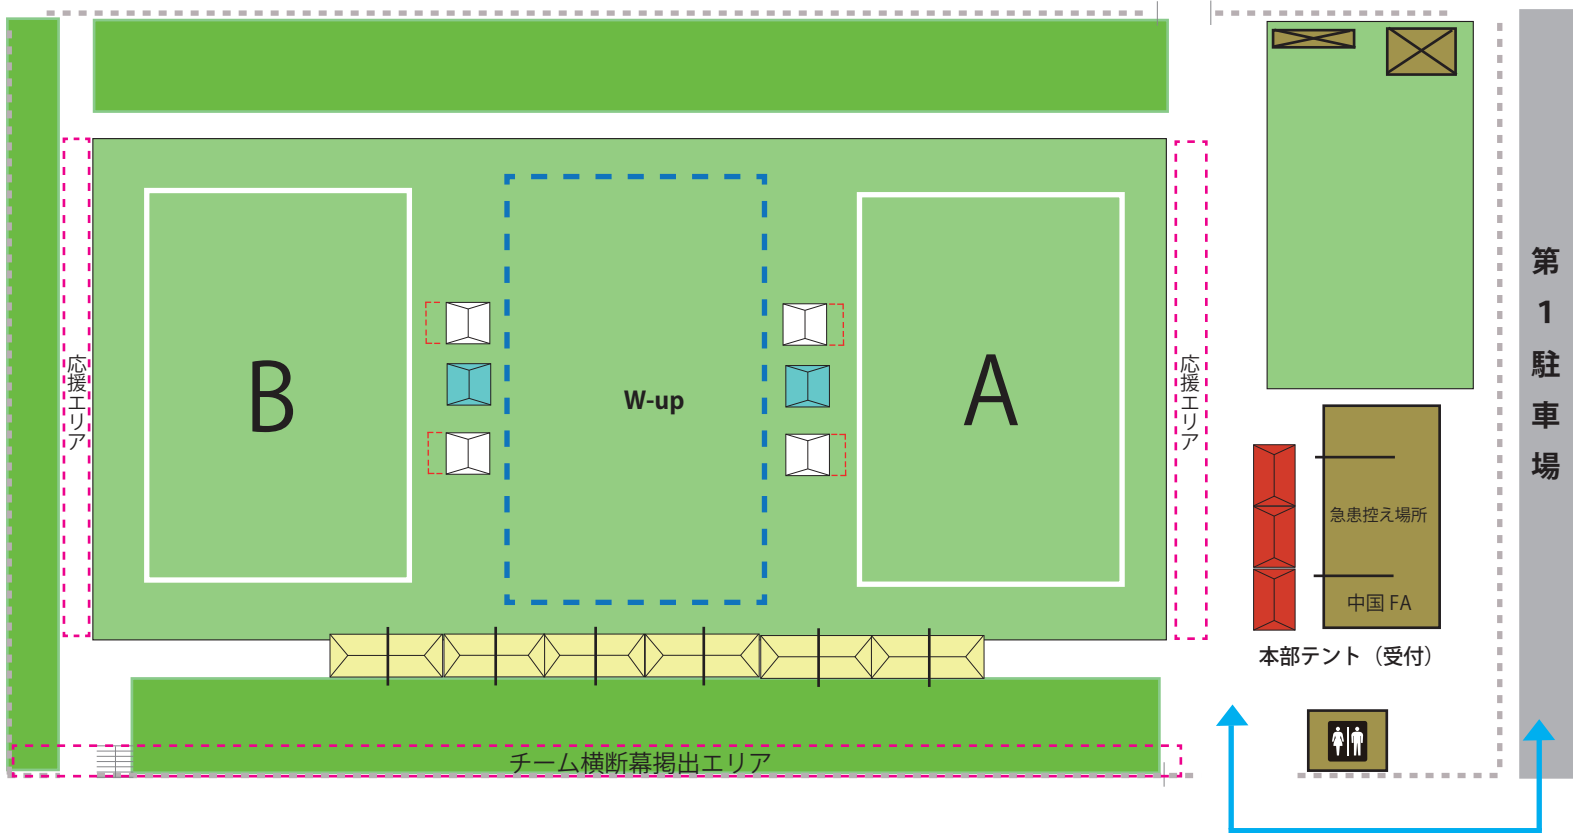 応援エリア
B
W-up
A
応援エリア
第1駐車場
急患控え場所
中国 FA
本部テント（受付）
チーム横断幕掲出エリア